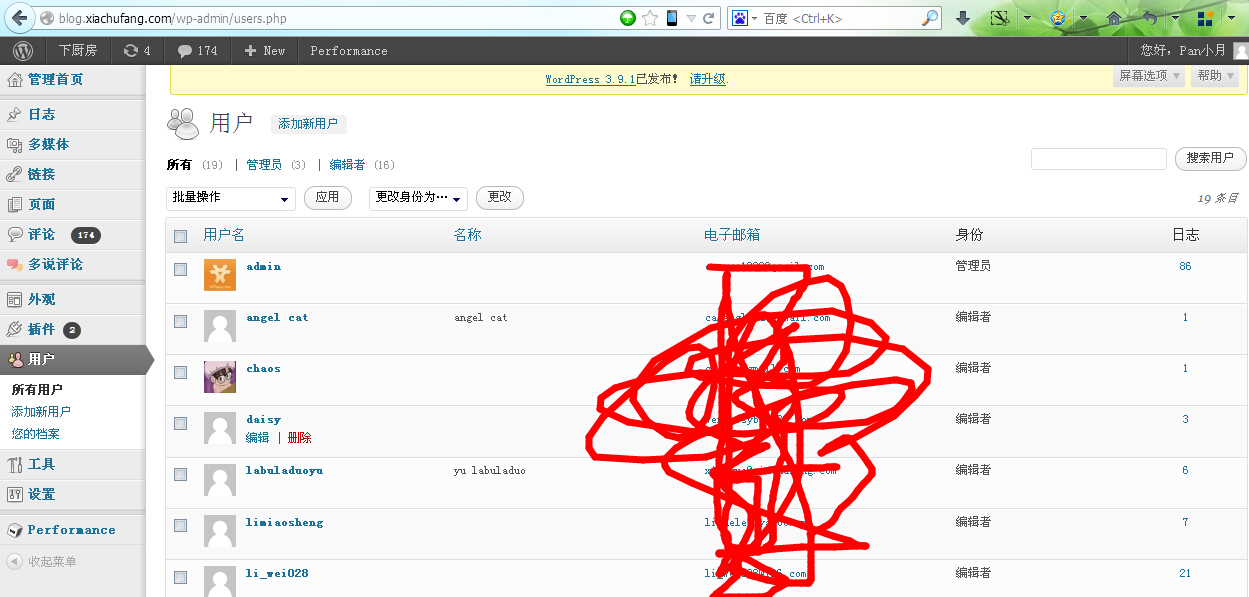 blog.xiachufang.com/wp-admin/users.php
百度 <Ctrl+K>
下厨房 4 174 + New Performance 您好，Pan小月
管理首页
WordPress 3.9.1已发布! 请升级.
屏幕选项 帮助
日志
多媒体
链接
页面
评论 174
多说评论
外观
插件 2
用户
所有用户
添加新用户
您的档案
工具
设置
Performance
收起菜单
用户 添加新用户
所有 (19) | 管理员 (3) | 编辑者 (16)
搜索用户
批量操作 应用 更改身份为… 更改
19 条目
用户名 名称 电子邮箱 身份 日志
admin 管理员 86
angel cat angel cat 编辑者 1
chaos 编辑者 1
daisy 编辑者 3
编辑 | 删除
labuladuoyu yu labuladuo 编辑者 6
limiaosheng 编辑者 7
li_wei028 编辑者 21